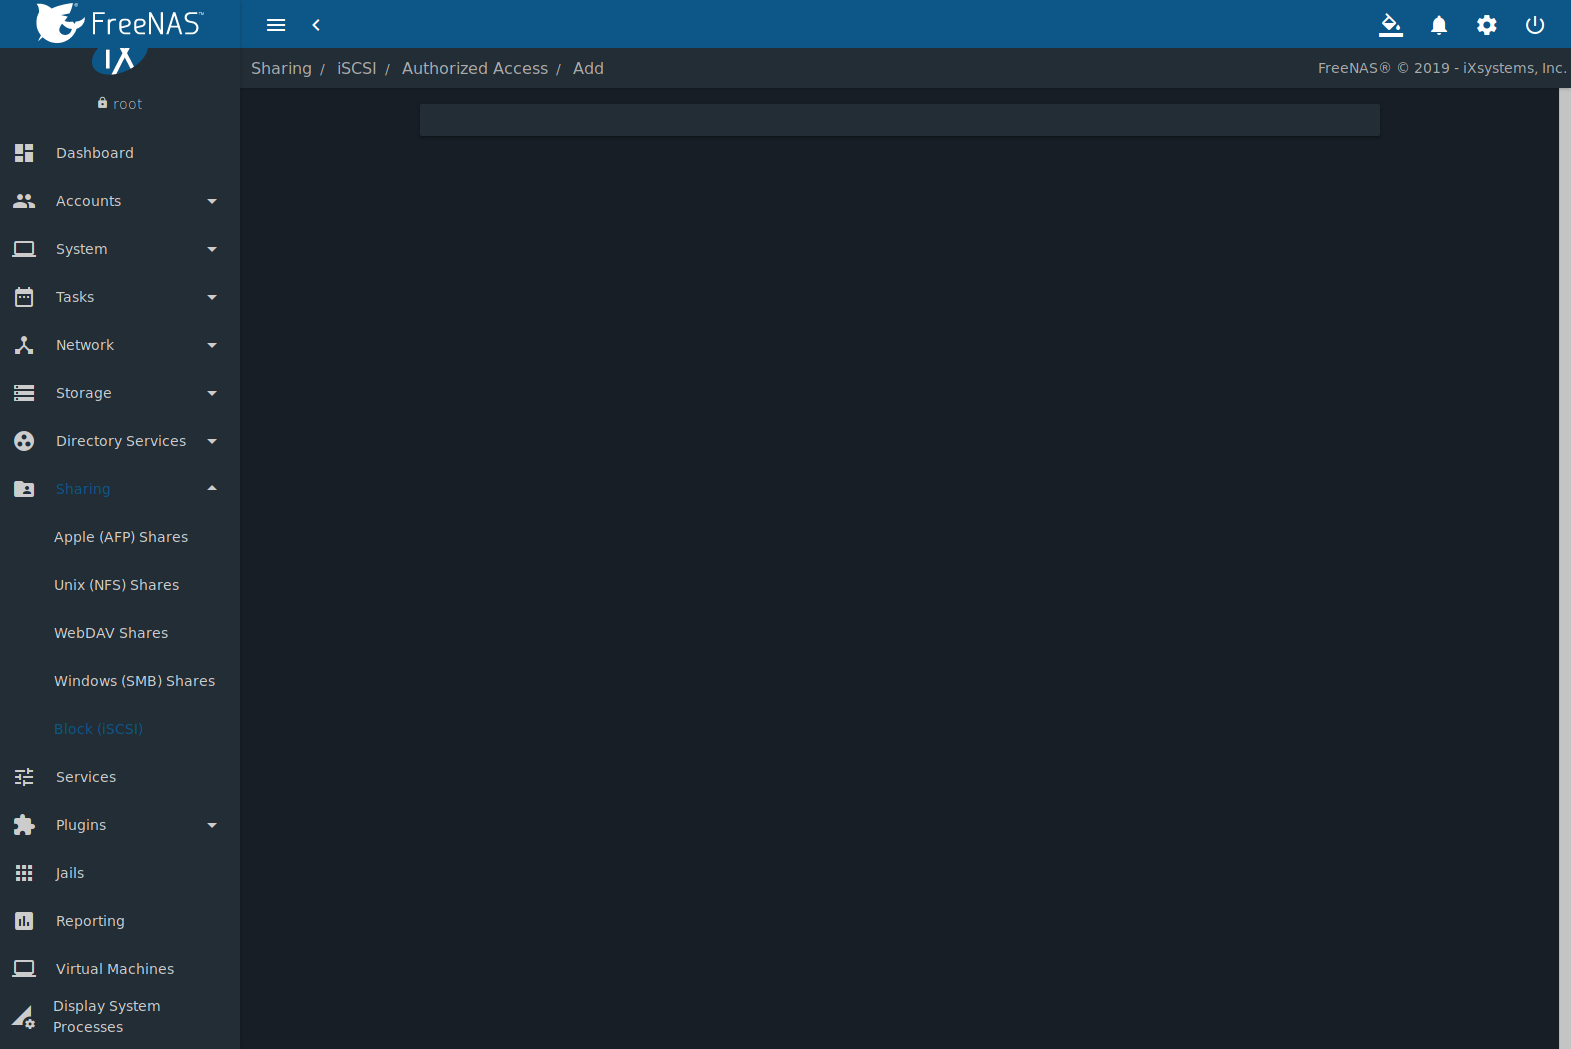 FreeNAS®™
Sharing / iSCSI / Authorized Access / Add
FreeNAS® © 2019 - iXsystems, Inc.
iX
root
Dashboard
Accounts
System
Tasks
Network
Storage
Directory Services
Sharing
Apple (AFP) Shares
Unix (NFS) Shares
WebDAV Shares
Windows (SMB) Shares
Block (iSCSI)
Services
Plugins
Jails
Reporting
Virtual Machines
Display System
Processes